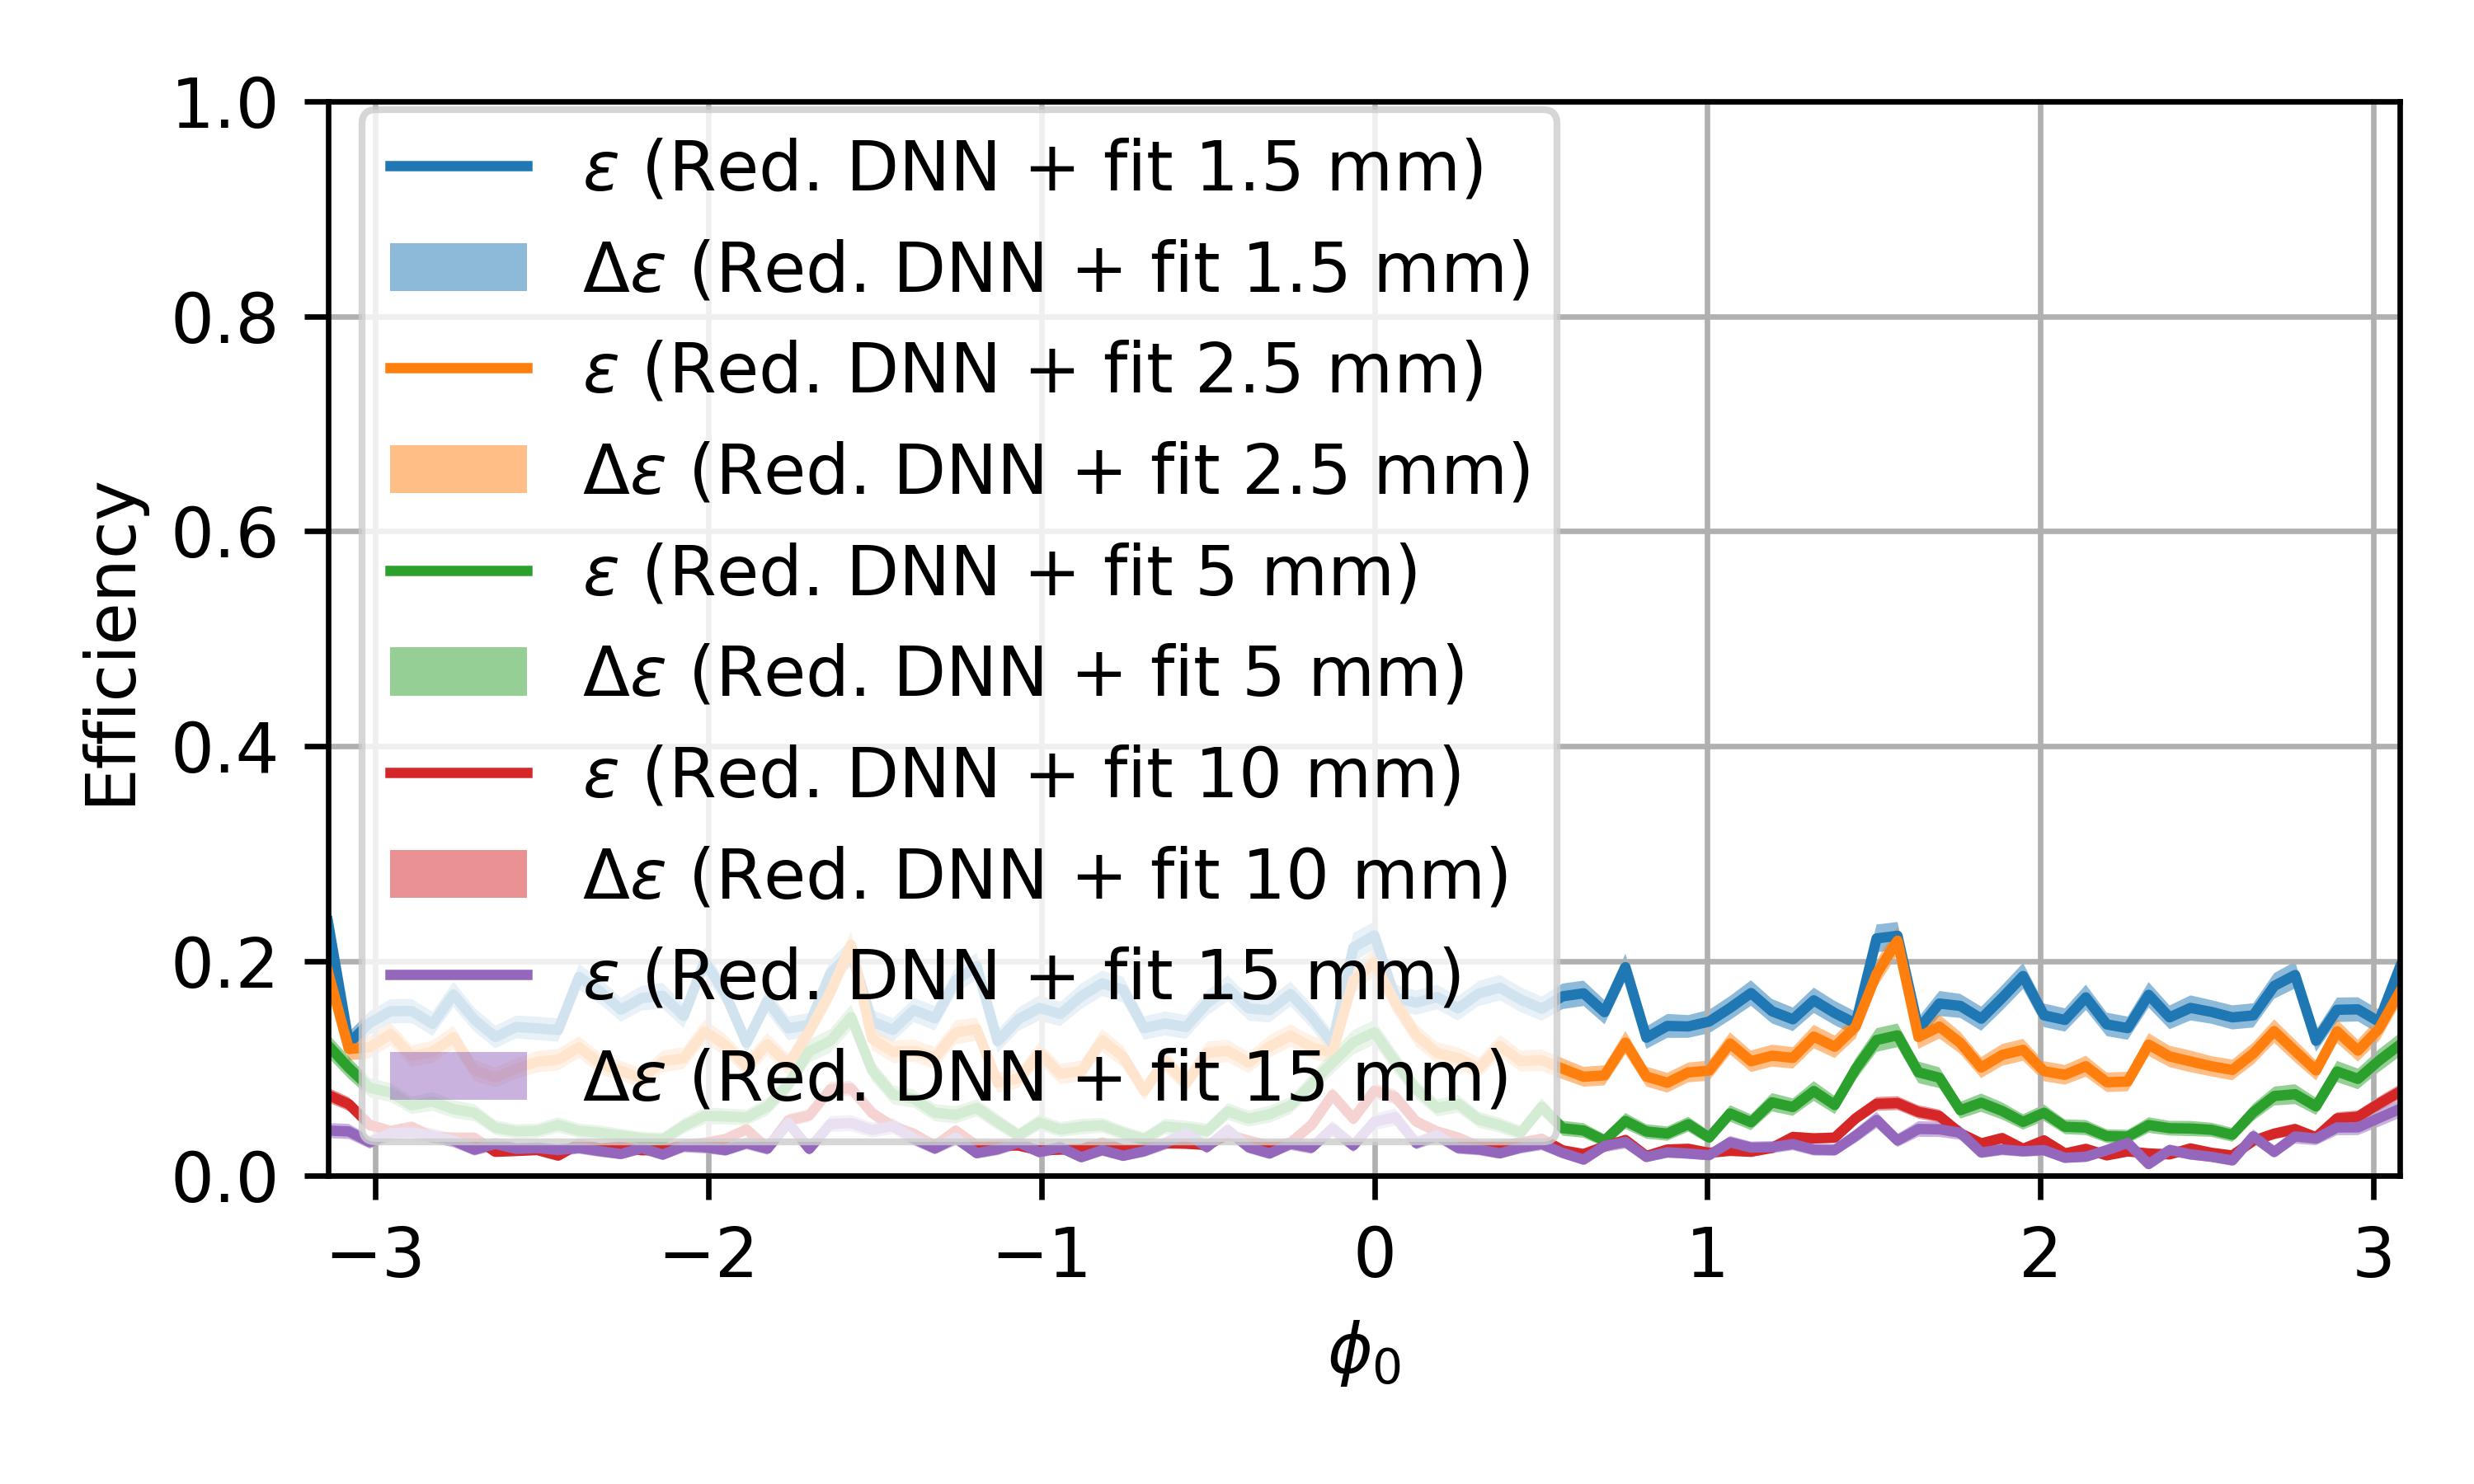 1.0
0.8
0.6
0.4
0.2
0.0
Efficiency
ε (Red. DNN + fit 1.5 mm)
Δε (Red. DNN + fit 1.5 mm)
ε (Red. DNN + fit 2.5 mm)
Δε (Red. DNN + fit 2.5 mm)
ε (Red. DNN + fit 5 mm)
Δε (Red. DNN + fit 5 mm)
ε (Red. DNN + fit 10 mm)
Δε (Red. DNN + fit 10 mm)
ε (Red. DNN + fit 15 mm)
Δε (Red. DNN + fit 15 mm)
−3 −2 −1 0 1 2 3
ϕ₀